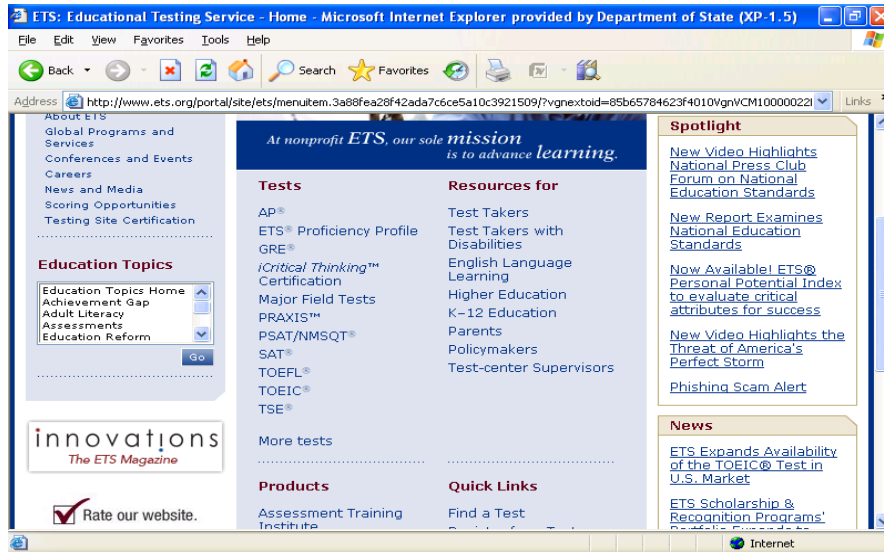 ETS: Educational Testing Service - Home - Microsoft Internet Explorer provided by Department of State (XP-1.5)
File Edit View Favorites Tools Help
Back Search Favorites
Address http://www.ets.org/portal/site/ets/menuitem.3a88fea28f42ada7c6ce5a10c3921509/?vgnextoid=85b65784623f4010VgnVCM10000022 Links
About ETS
Global Programs and
Services
Conferences and Events
Careers
News and Media
Scoring Opportunities
Testing Site Certification
Education Topics
Education Topics Home
Achievement Gap
Adult Literacy
Assessments
Education Reform
Go
innovations
The ETS Magazine
Rate our website.
At nonprofit ETS, our sole mission
is to advance learning.
Tests
AP®
ETS® Proficiency Profile
GRE®
iCritical Thinking™
Certification
Major Field Tests
PRAXIS™
PSAT/NMSQT®
SAT®
TOEFL®
TOEIC®
TSE®
More tests
Products
Assessment Training
Institute
Resources for
Test Takers
Test Takers with
Disabilities
English Language
Learning
Higher Education
K–12 Education
Parents
Policymakers
Test-center Supervisors
Quick Links
Find a Test
Spotlight
New Video Highlights
National Press Club
Forum on National
Education Standards
New Report Examines
National Education
Standards
Now Available! ETS®
Personal Potential Index
to evaluate critical
attributes for success
New Video Highlights the
Threat of America's
Perfect Storm
Phishing Scam Alert
News
ETS Expands Availability
of the TOEIC® Test in
U.S. Market
ETS Scholarship &
Recognition Programs'
Internet